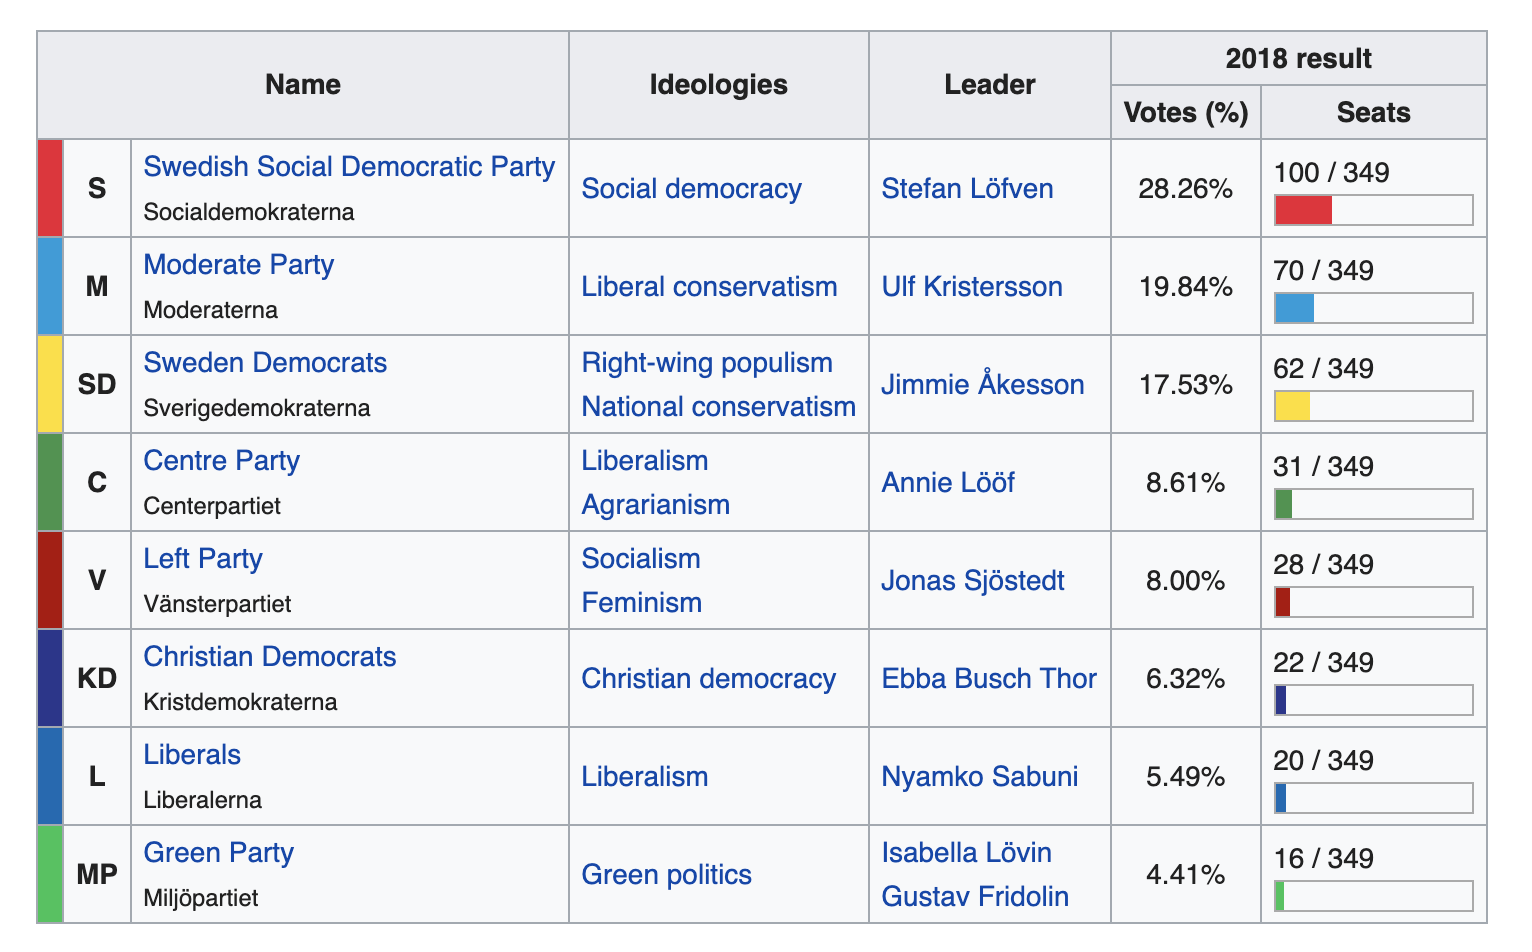 Name
Ideologies
Leader
2018 result
Votes (%)
Seats
S
Swedish Social Democratic Party
Socialdemokraterna
Social democracy
Stefan Löfven
28.26%
100 / 349
M
Moderate Party
Moderaterna
Liberal conservatism
Ulf Kristersson
19.84%
70 / 349
SD
Sweden Democrats
Sverigedemokraterna
Right-wing populism
National conservatism
Jimmie Åkesson
17.53%
62 / 349
C
Centre Party
Centerpartiet
Liberalism
Agrarianism
Annie Lööf
8.61%
31 / 349
V
Left Party
Vänsterpartiet
Socialism
Feminism
Jonas Sjöstedt
8.00%
28 / 349
KD
Christian Democrats
Kristdemokraterna
Christian democracy
Ebba Busch Thor
6.32%
22 / 349
L
Liberals
Liberalerna
Liberalism
Nyamko Sabuni
5.49%
20 / 349
MP
Green Party
Miljöpartiet
Green politics
Isabella Lövin
Gustav Fridolin
4.41%
16 / 349